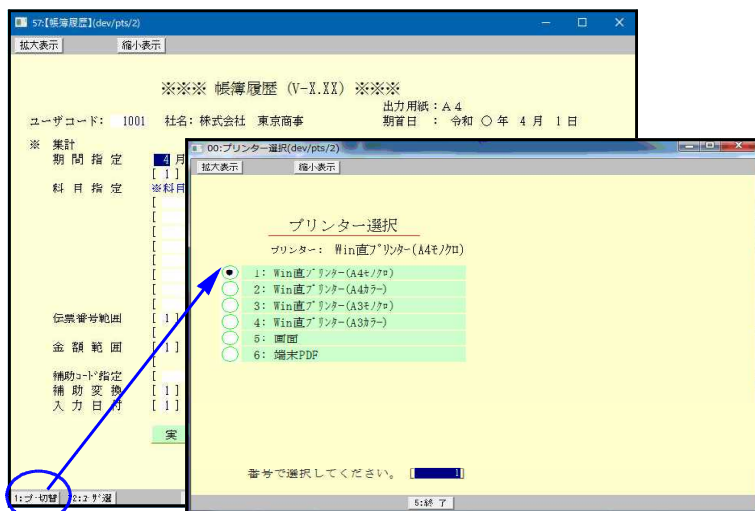 57:【帳簿履歴】(dev/pts/2)
拡大表示 縮小表示
※※※ 帳簿履歴 (V-X.XX) ※※※
出力用紙:A4
ユーザコード: 1001 社名:株式会社 東京商事 期首日 : 令和 ○年 4 月 1 日
※ 集計
期間指定 4 月
[ 1 ]
科目指定 ※科目
伝票番号範囲 [ 1 ]
金額範囲 [ 1 ]
補助コード指定 [
補助変換 [ 1 ]
入力日付 [ 1 ]
実
1:プ-切替 2:ユーザ選
00:プリンター選択(dev/pts/2)
拡大表示 縮小表示
プリンター選択
プリンター: Win直プリンター(A4モノクロ)
1: Win直プリンター(A4モノクロ)
2: Win直プリンター(A4カラー)
3: Win直プリンター(A3モノクロ)
4: Win直プリンター(A3カラー)
5: 画面
6: 端末PDF
番号で選択してください。 [ 1]
5:終 了